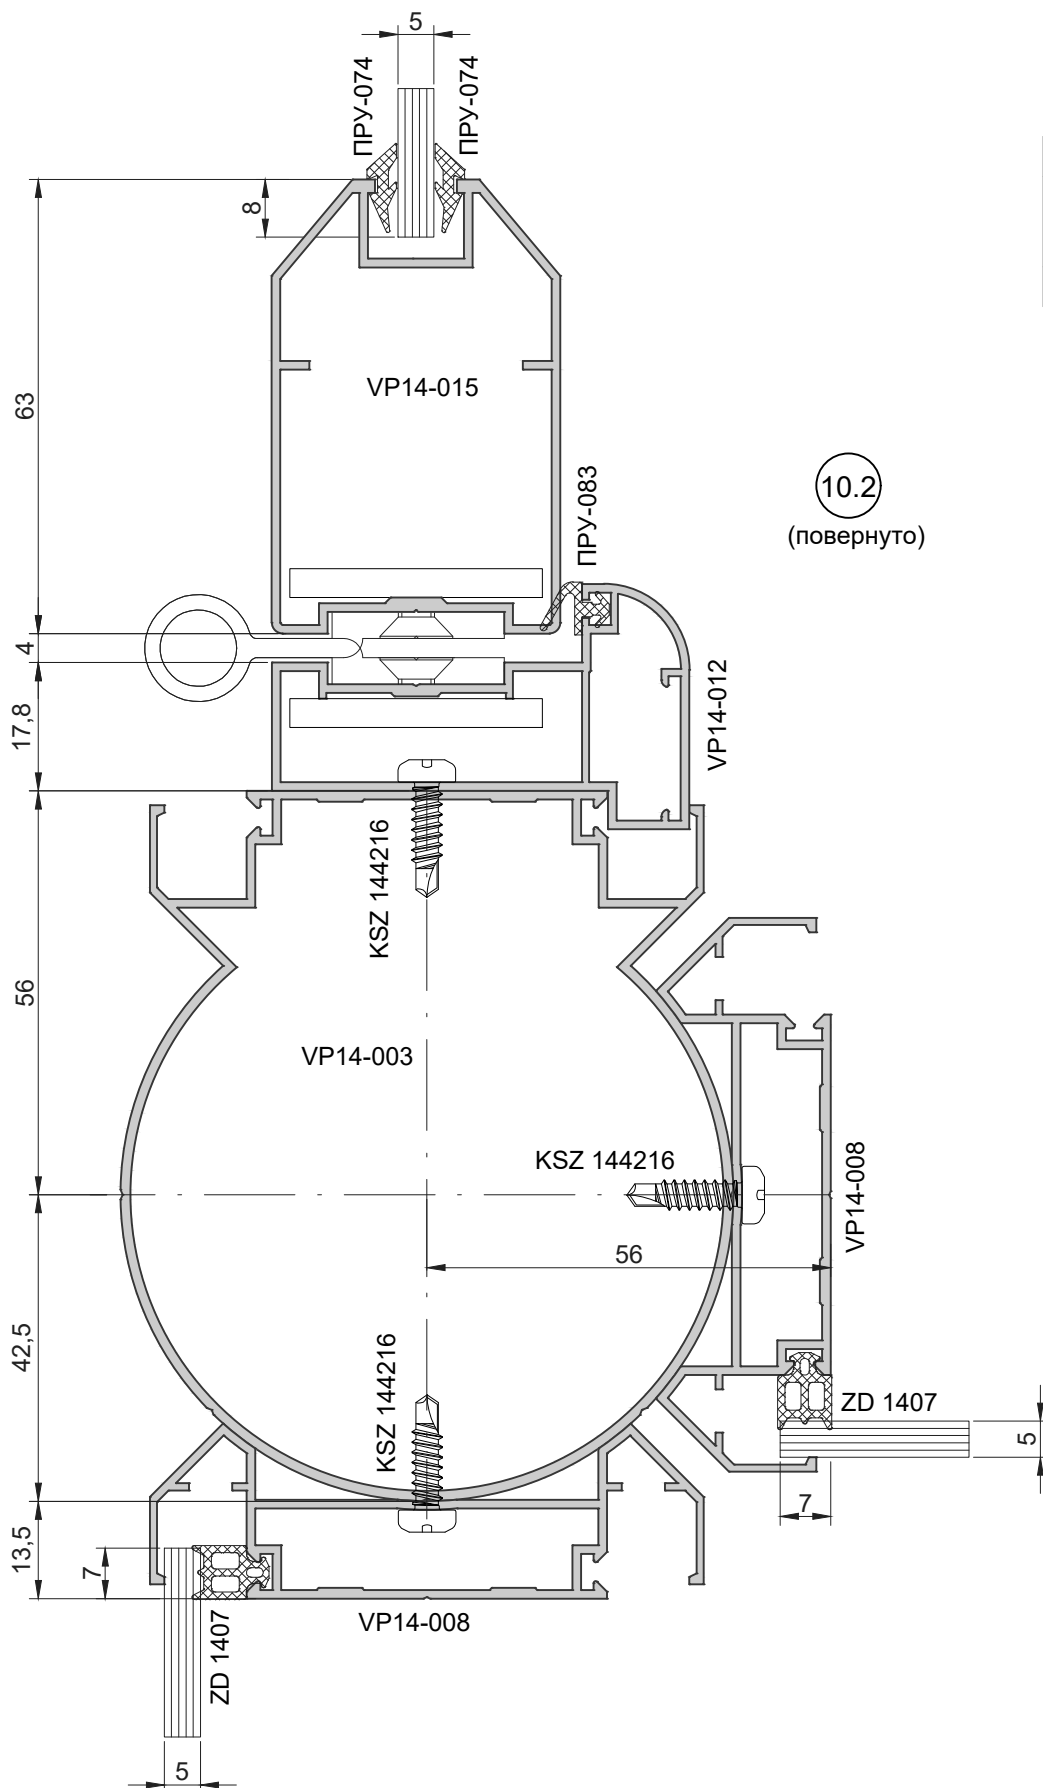 5
ПРУ-074
ПРУ-074
8
63
VP14-015
10.2
(повернуто)
ПРУ-083
4
17,8
VP14-012
KSZ 144216
56
VP14-003
KSZ 144216
VP14-008
56
42,5
KSZ 144216
ZD 1407
5
7
13,5
7
VP14-008
ZD 1407
5